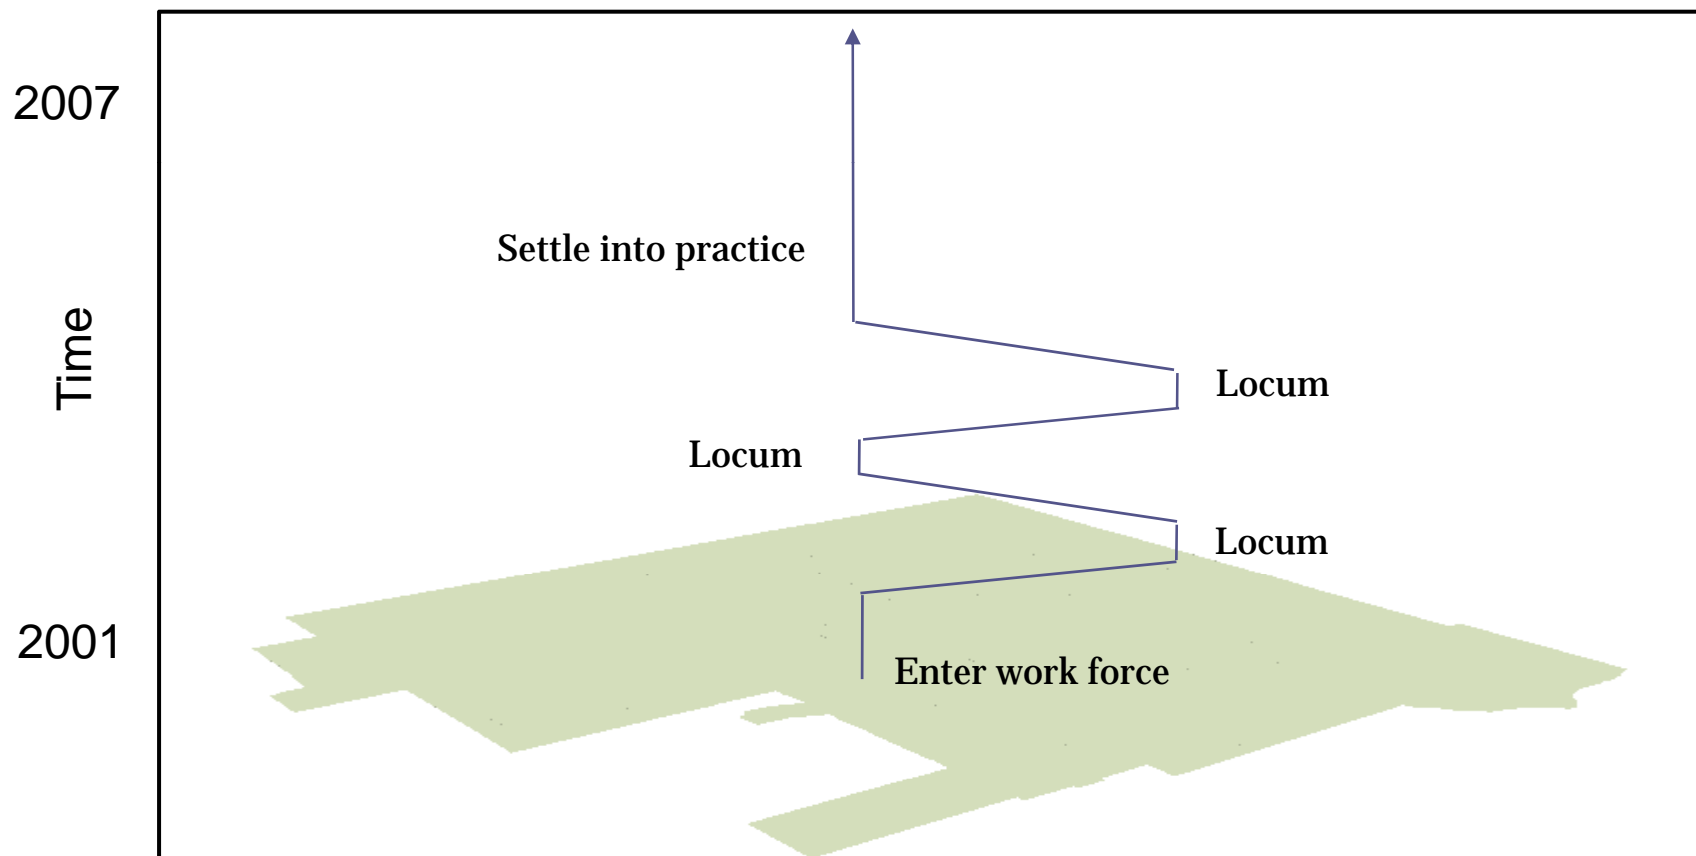 2007
Settle into practice
Time
Locum
Locum
Locum
2001
Enter work force